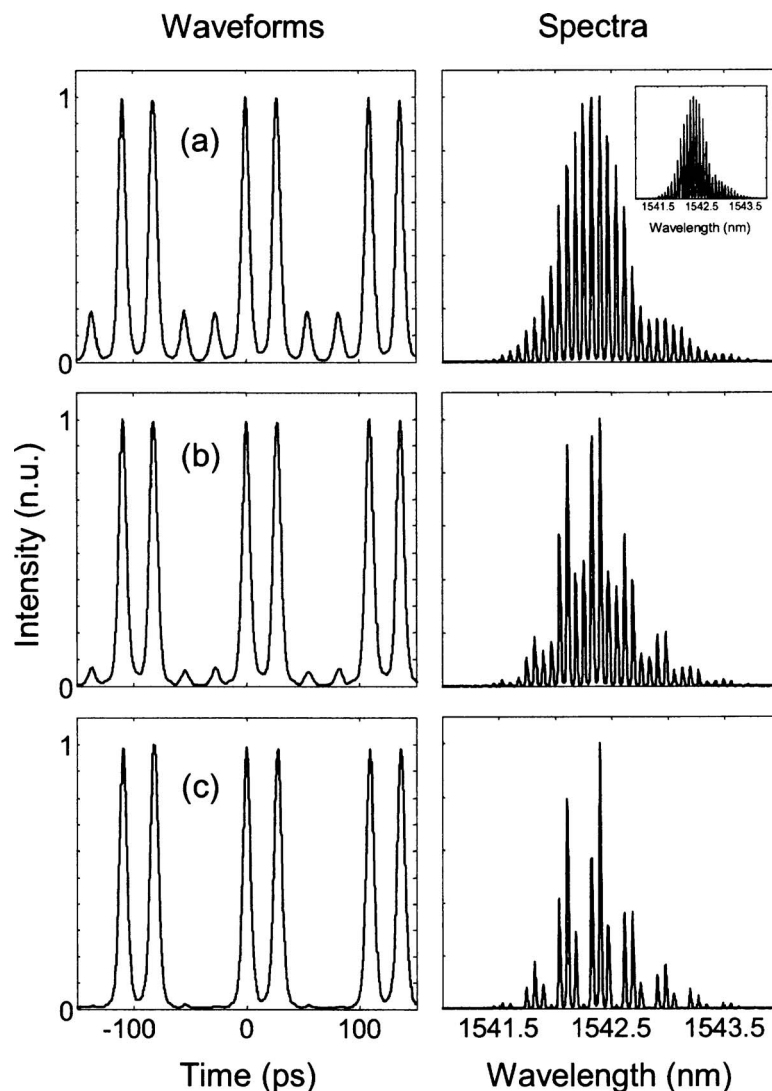 Waveforms
Spectra
1
(a)
0
1541.5 1542.5 1543.5
Wavelength (nm)
1
(b)
0
1
(c)
0
Intensity (n.u.)
-100 0 100
Time (ps)
1541.5 1542.5 1543.5
Wavelength (nm)